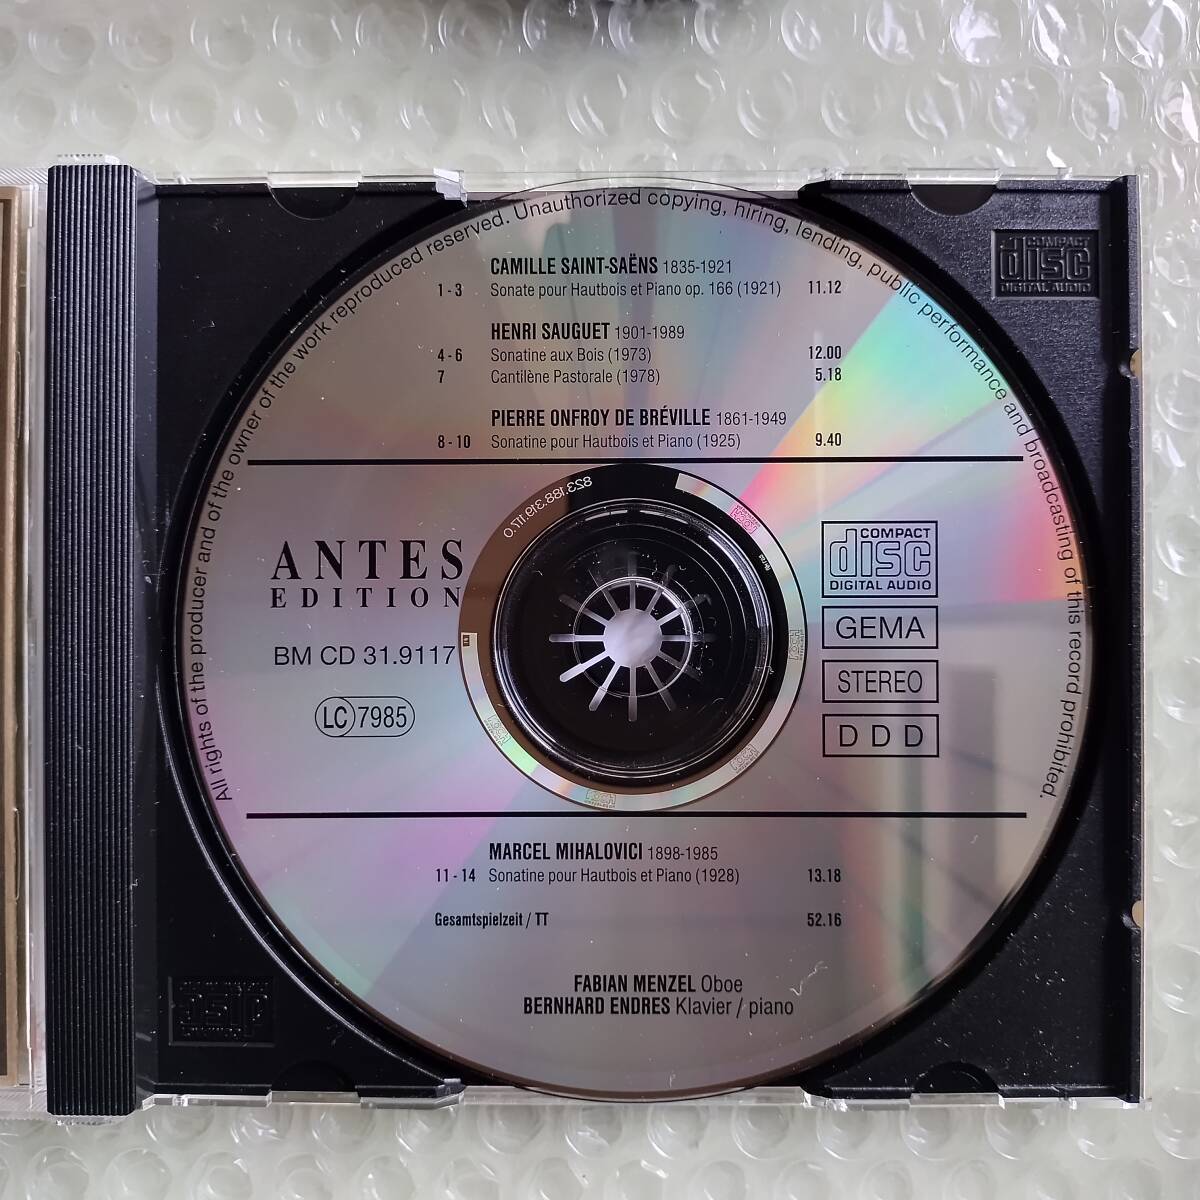 All rights of the producer and of the owner of the work reproduced reserved. Unauthorized copying, hiring, lending, public performance and broadcasting of this record prohibited.
CAMILLE SAINT-SAËNS 1835-1921
1 - 3 Sonate pour Hautbois et Piano op. 166 (1921) 11.12
HENRI SAUGUET 1901-1989
4 - 6 Sonatine aux Bois (1973) 12.00
7 Cantilène Pastorale (1978) 5.18
PIERRE ONFROY DE BRÉVILLE 1861-1949
8 - 10 Sonatine pour Hautbois et Piano (1925) 9.40
ANTES
EDITION
BM CD 31.9117
LC 7985
823.188.319.117.0
COMPACT
disc
DIGITAL AUDIO
GEMA
STEREO
D D D
MARCEL MIHALOVICI 1898-1985
11 - 14 Sonatine pour Hautbois et Piano (1928) 13.18
Gesamtspielzeit / TT 52.16
FABIAN MENZEL Oboe
BERNHARD ENDRES Klavier / piano
COMPACT
disc
DIGITAL AUDIO